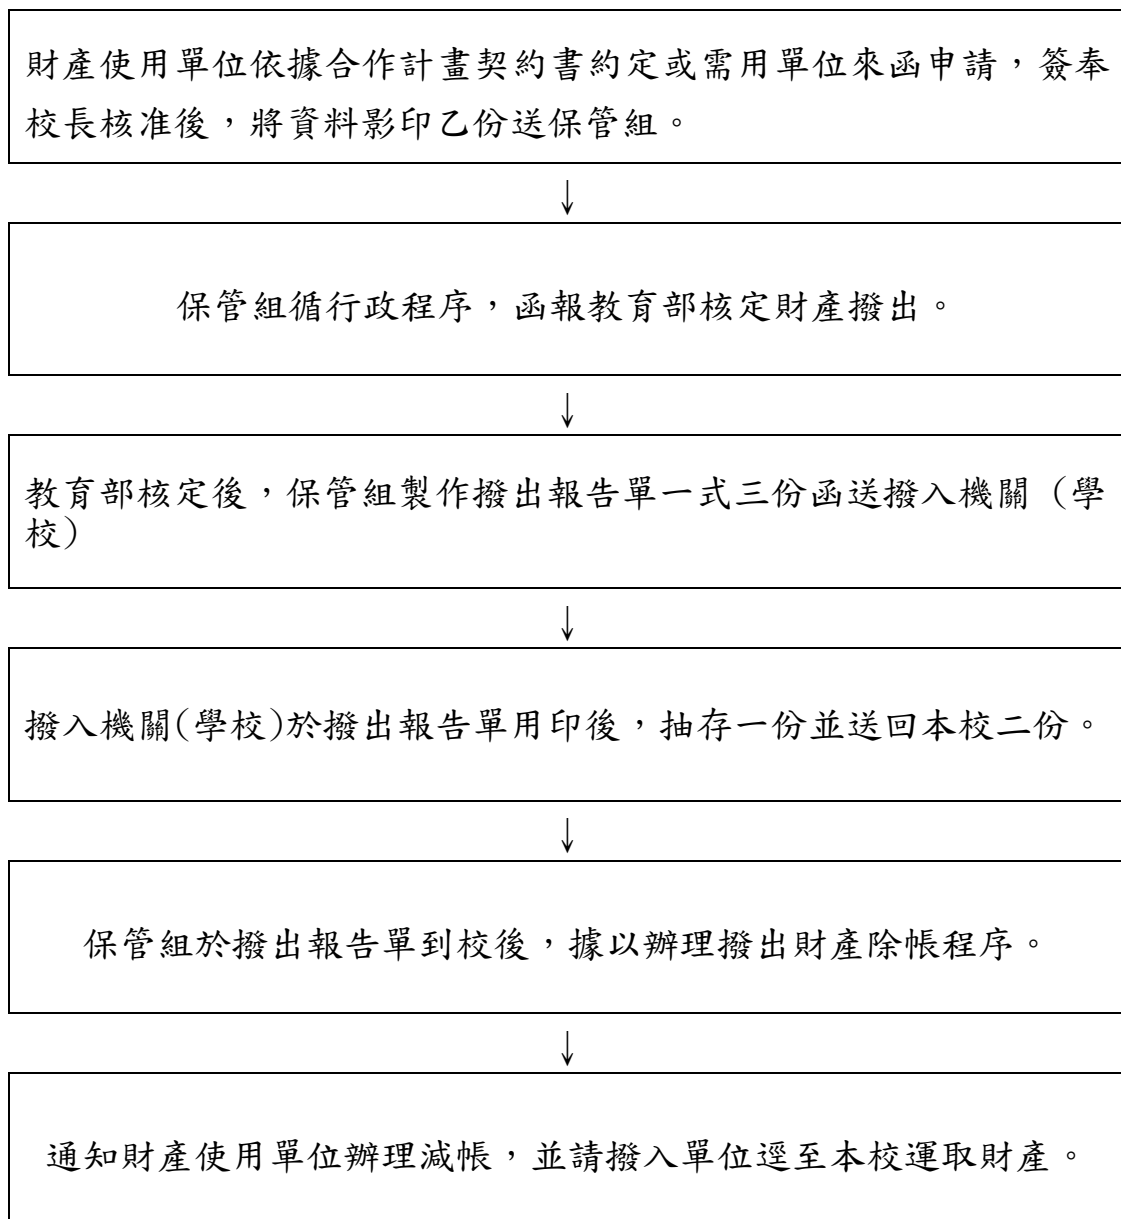 財產使用單位依據合作計畫契約書約定或需用單位來函申請，簽奉
校長核准後，將資料影印乙份送保管組。
↓
保管組循行政程序，函報教育部核定財產撥出。
↓
教育部核定後，保管組製作撥出報告單一式三份函送撥入機關（學
校）
↓
撥入機關(學校)於撥出報告單用印後，抽存一份並送回本校二份。
↓
保管組於撥出報告單到校後，據以辦理撥出財產除帳程序。
↓
通知財產使用單位辦理減帳，並請撥入單位逕至本校運取財產。